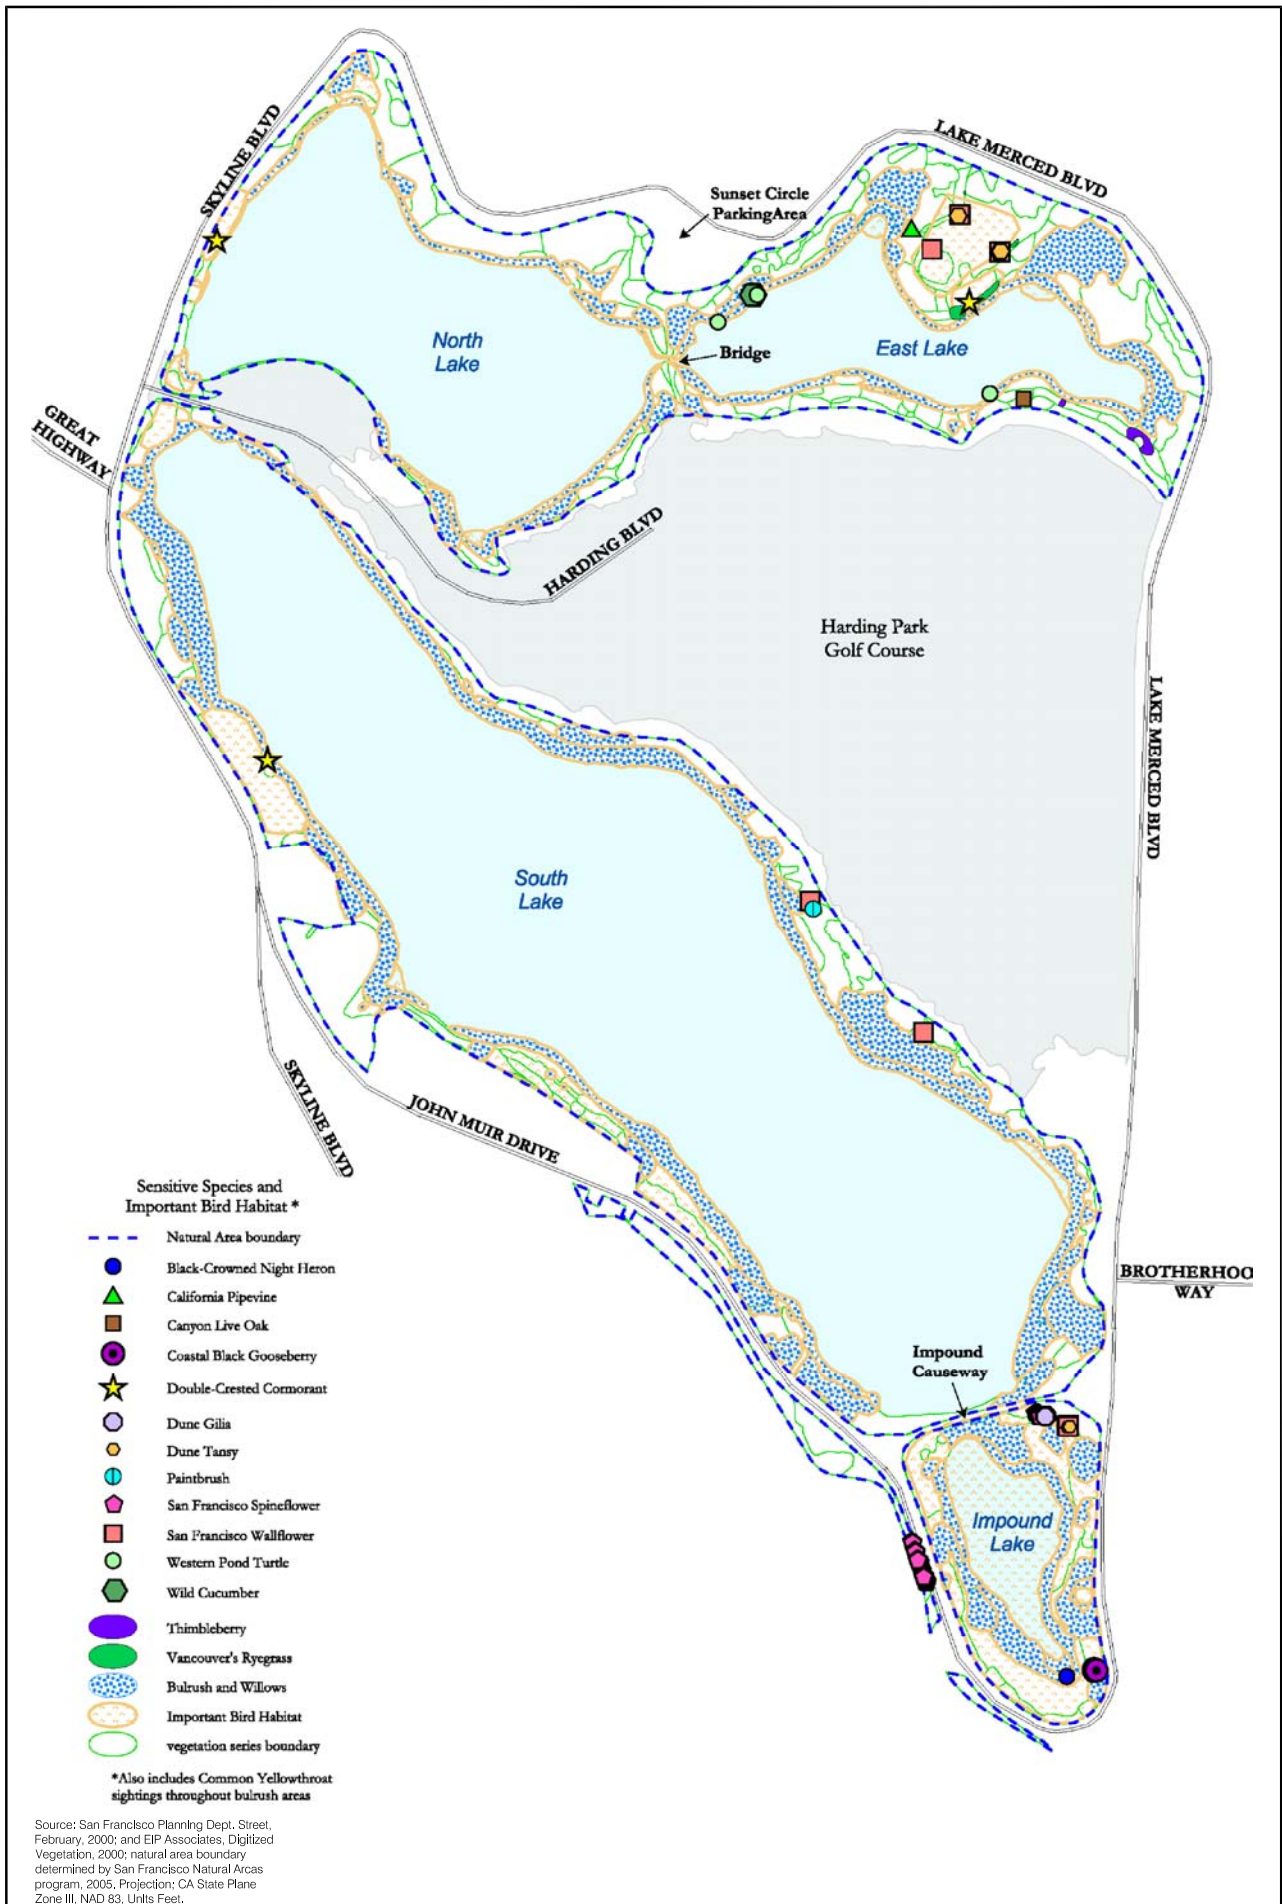 SKYLINE BLVD
LAKE MERCED BLVD
Sunset Circle
ParkingArea
North
Lake
Bridge
East Lake
GREAT
HIGHWAY
HARDING BLVD
Harding Park
Golf Course
LAKE MERCED BLVD
South
Lake
SKYLINE BLVD
JOHN MUIR DRIVE
BROTHERHOO
WAY
Impound
Causeway
Impound
Lake
Sensitive Species and
Important Bird Habitat *
Natural Area boundary
Black-Crowned Night Heron
California Pipevine
Canyon Live Oak
Coastal Black Gooseberry
Double-Crested Cormorant
Dune Gilia
Dune Tansy
Paintbrush
San Francisco Spineflower
San Francisco Wallflower
Western Pond Turtle
Wild Cucumber
Thimbleberry
Vancouver's Ryegrass
Bulrush and Willows
Important Bird Habitat
vegetation series boundary
*Also includes Common Yellowthroat
sightings throughout bulrush areas
Source: San Francisco Planning Dept. Street,
February, 2000; and EIP Associates, Digitized
Vegetation, 2000; natural area boundary
determined by San Francisco Natural Arcas
program, 2005. Projection; CA State Plane
Zone III, NAD 83, Units Feet.